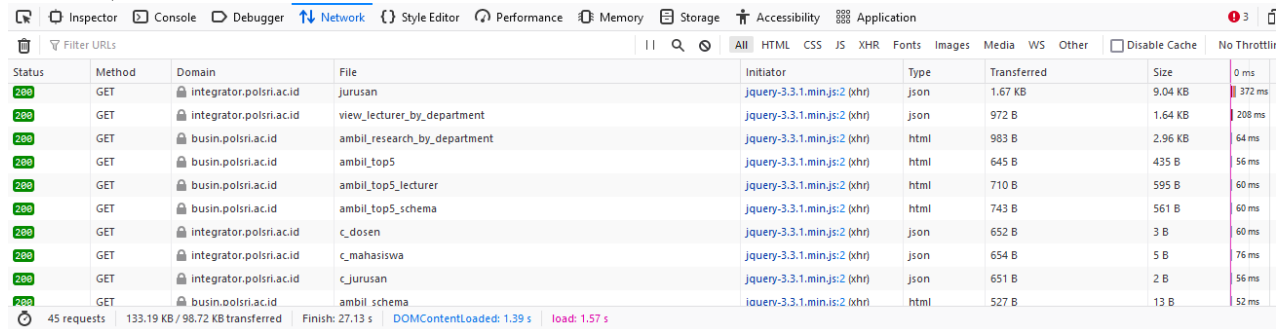 Inspector Console Debugger Network {} Style Editor Performance Memory Storage Accessibility Application 3
Filter URLs All HTML CSS JS XHR Fonts Images Media WS Other Disable Cache No Throttlin
Status Method Domain File Initiator Type Transferred Size 0 ms
200 GET integrator.polsri.ac.id jurusan jquery-3.3.1.min.js:2 (xhr) json 1.67 KB 9.04 KB 372 ms
200 GET integrator.polsri.ac.id view_lecturer_by_department jquery-3.3.1.min.js:2 (xhr) json 972 B 1.64 KB 208 ms
200 GET busin.polsri.ac.id ambil_research_by_department jquery-3.3.1.min.js:2 (xhr) html 983 B 2.96 KB 64 ms
200 GET busin.polsri.ac.id ambil_top5 jquery-3.3.1.min.js:2 (xhr) html 645 B 435 B 56 ms
200 GET busin.polsri.ac.id ambil_top5_lecturer jquery-3.3.1.min.js:2 (xhr) html 710 B 595 B 60 ms
200 GET busin.polsri.ac.id ambil_top5_schema jquery-3.3.1.min.js:2 (xhr) html 743 B 561 B 60 ms
200 GET integrator.polsri.ac.id c_dosen jquery-3.3.1.min.js:2 (xhr) json 652 B 3 B 60 ms
200 GET integrator.polsri.ac.id c_mahasiswa jquery-3.3.1.min.js:2 (xhr) json 654 B 5 B 76 ms
200 GET integrator.polsri.ac.id c_jurusan jquery-3.3.1.min.js:2 (xhr) json 651 B 2 B 56 ms
200 GET busin.polsri.ac.id ambil_schema jquery-3.3.1.min.js:2 (xhr) html 527 B 13 B 52 ms
45 requests 133.19 KB / 98.72 KB transferred Finish: 27.13 s DOMContentLoaded: 1.39 s load: 1.57 s